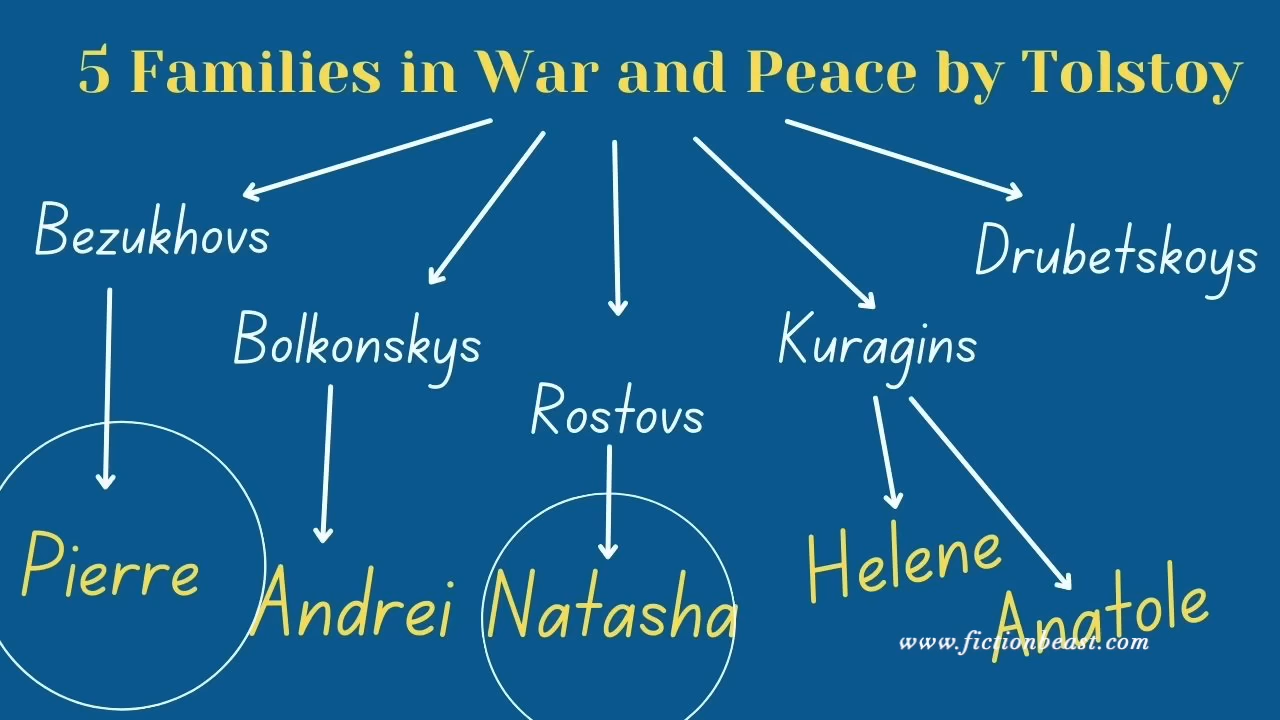 5 Families in War and Peace by Tolstoy
Bezukhovs
Drubetskoys
Bolkonskys
Kuragins
Rostovs
Pierre
Andrei
Natasha
Helene
Anatole
www.fictionbeast.com